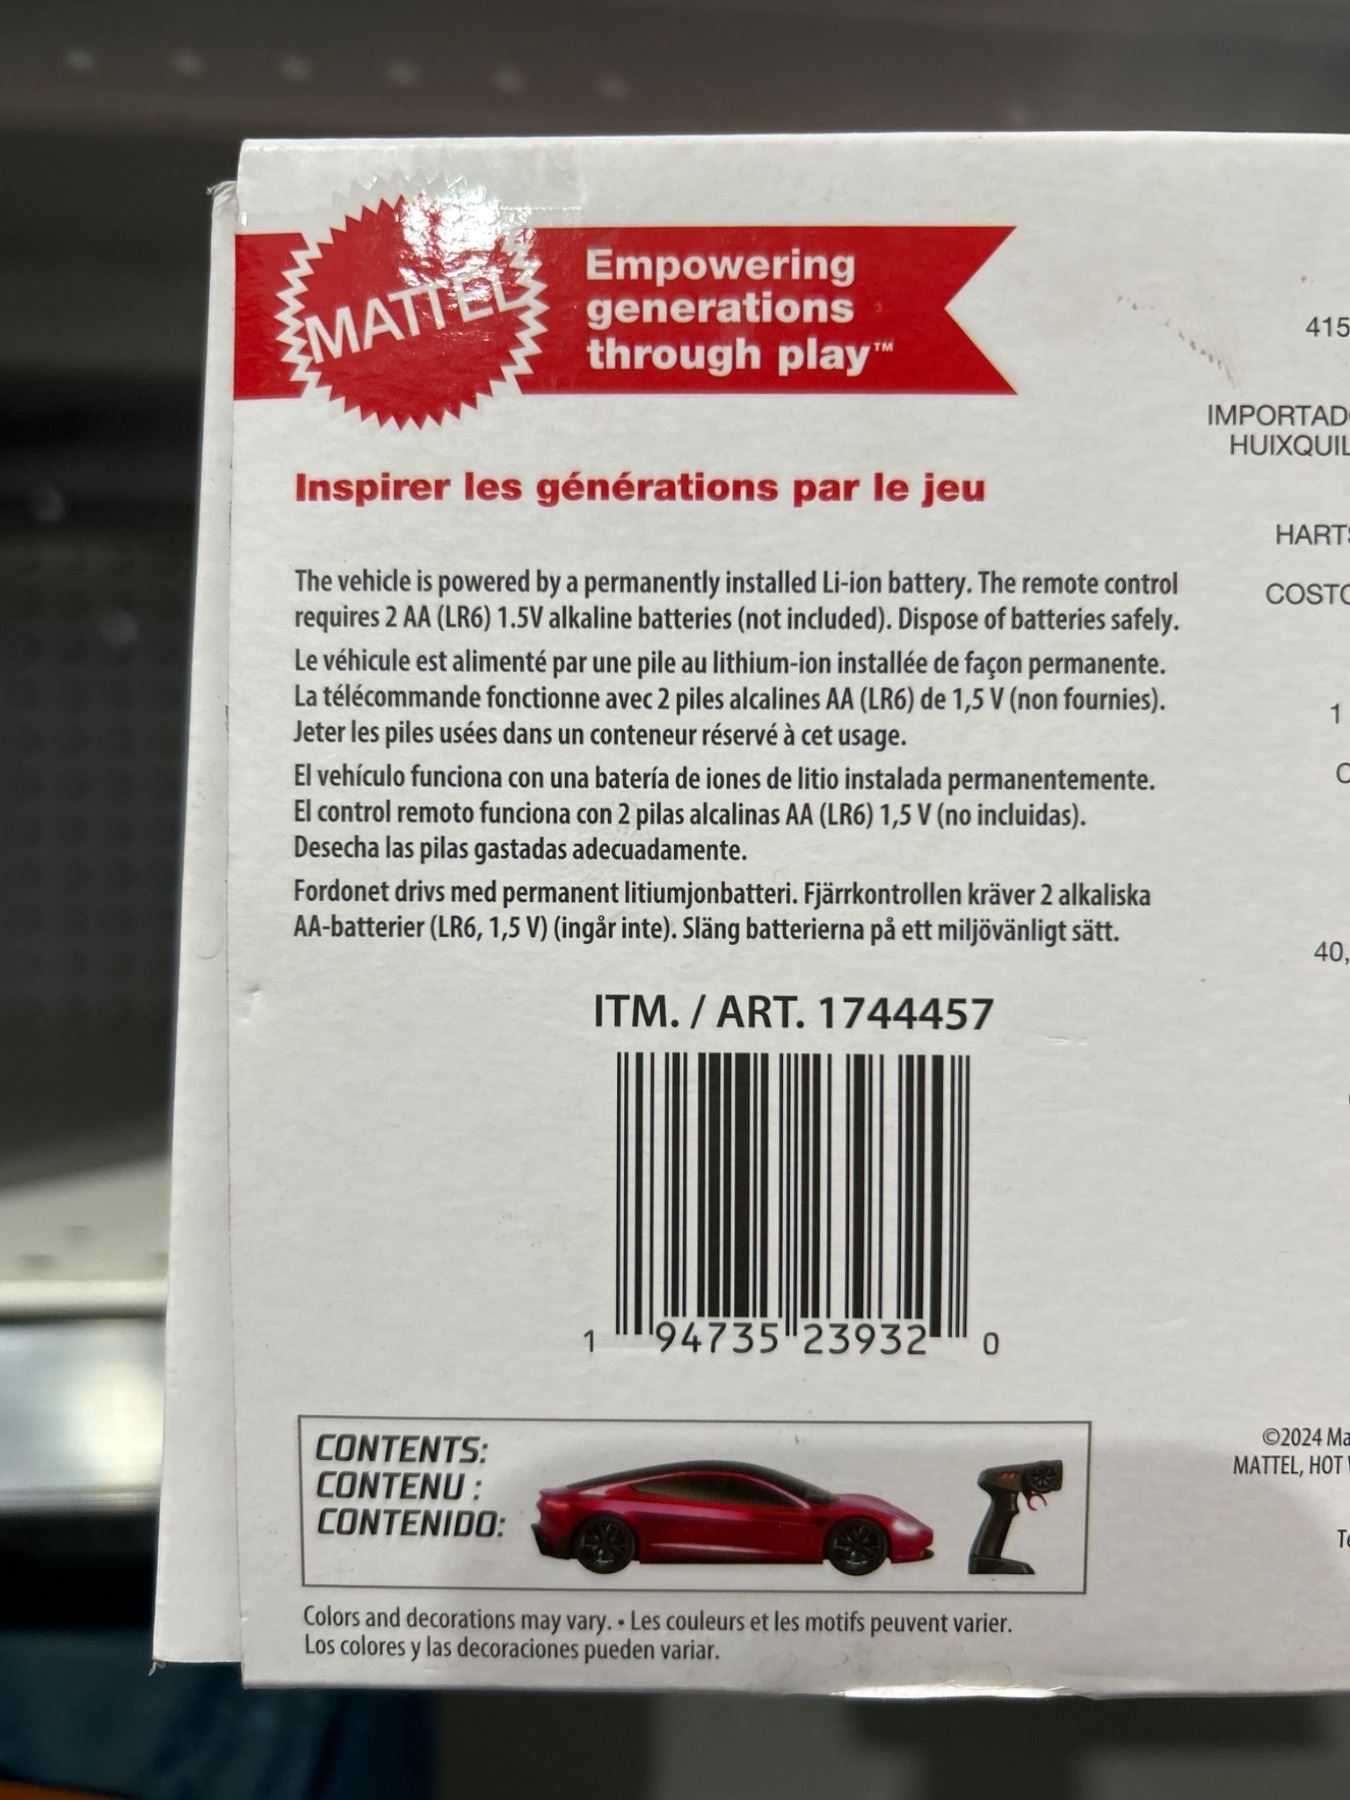 MATTEL
Empowering
generations
through play™
Inspirer les générations par le jeu
The vehicle is powered by a permanently installed Li-ion battery. The remote control
requires 2 AA (LR6) 1.5V alkaline batteries (not included). Dispose of batteries safely.
Le véhicule est alimenté par une pile au lithium-ion installée de façon permanente.
La télécommande fonctionne avec 2 piles alcalines AA (LR6) de 1,5 V (non fournies).
Jeter les piles usées dans un conteneur réservé à cet usage.
El vehículo funciona con una batería de iones de litio instalada permanentemente.
El control remoto funciona con 2 pilas alcalinas AA (LR6) 1,5 V (no incluidas).
Desecha las pilas gastadas adecuadamente.
Fordonet drivs med permanent litiumjonbatteri. Fjärrkontrollen kräver 2 alkaliska
AA-batterier (LR6, 1,5 V) (ingår inte). Släng batterierna på ett miljövänligt sätt.
ITM. / ART. 1744457
1 94735 23932 0
CONTENTS:
CONTENU :
CONTENIDO:
Colors and decorations may vary. • Les couleurs et les motifs peuvent varier.
Los colores y las decoraciones pueden variar.
415
1
40,
©2024
MATTEL, HOT